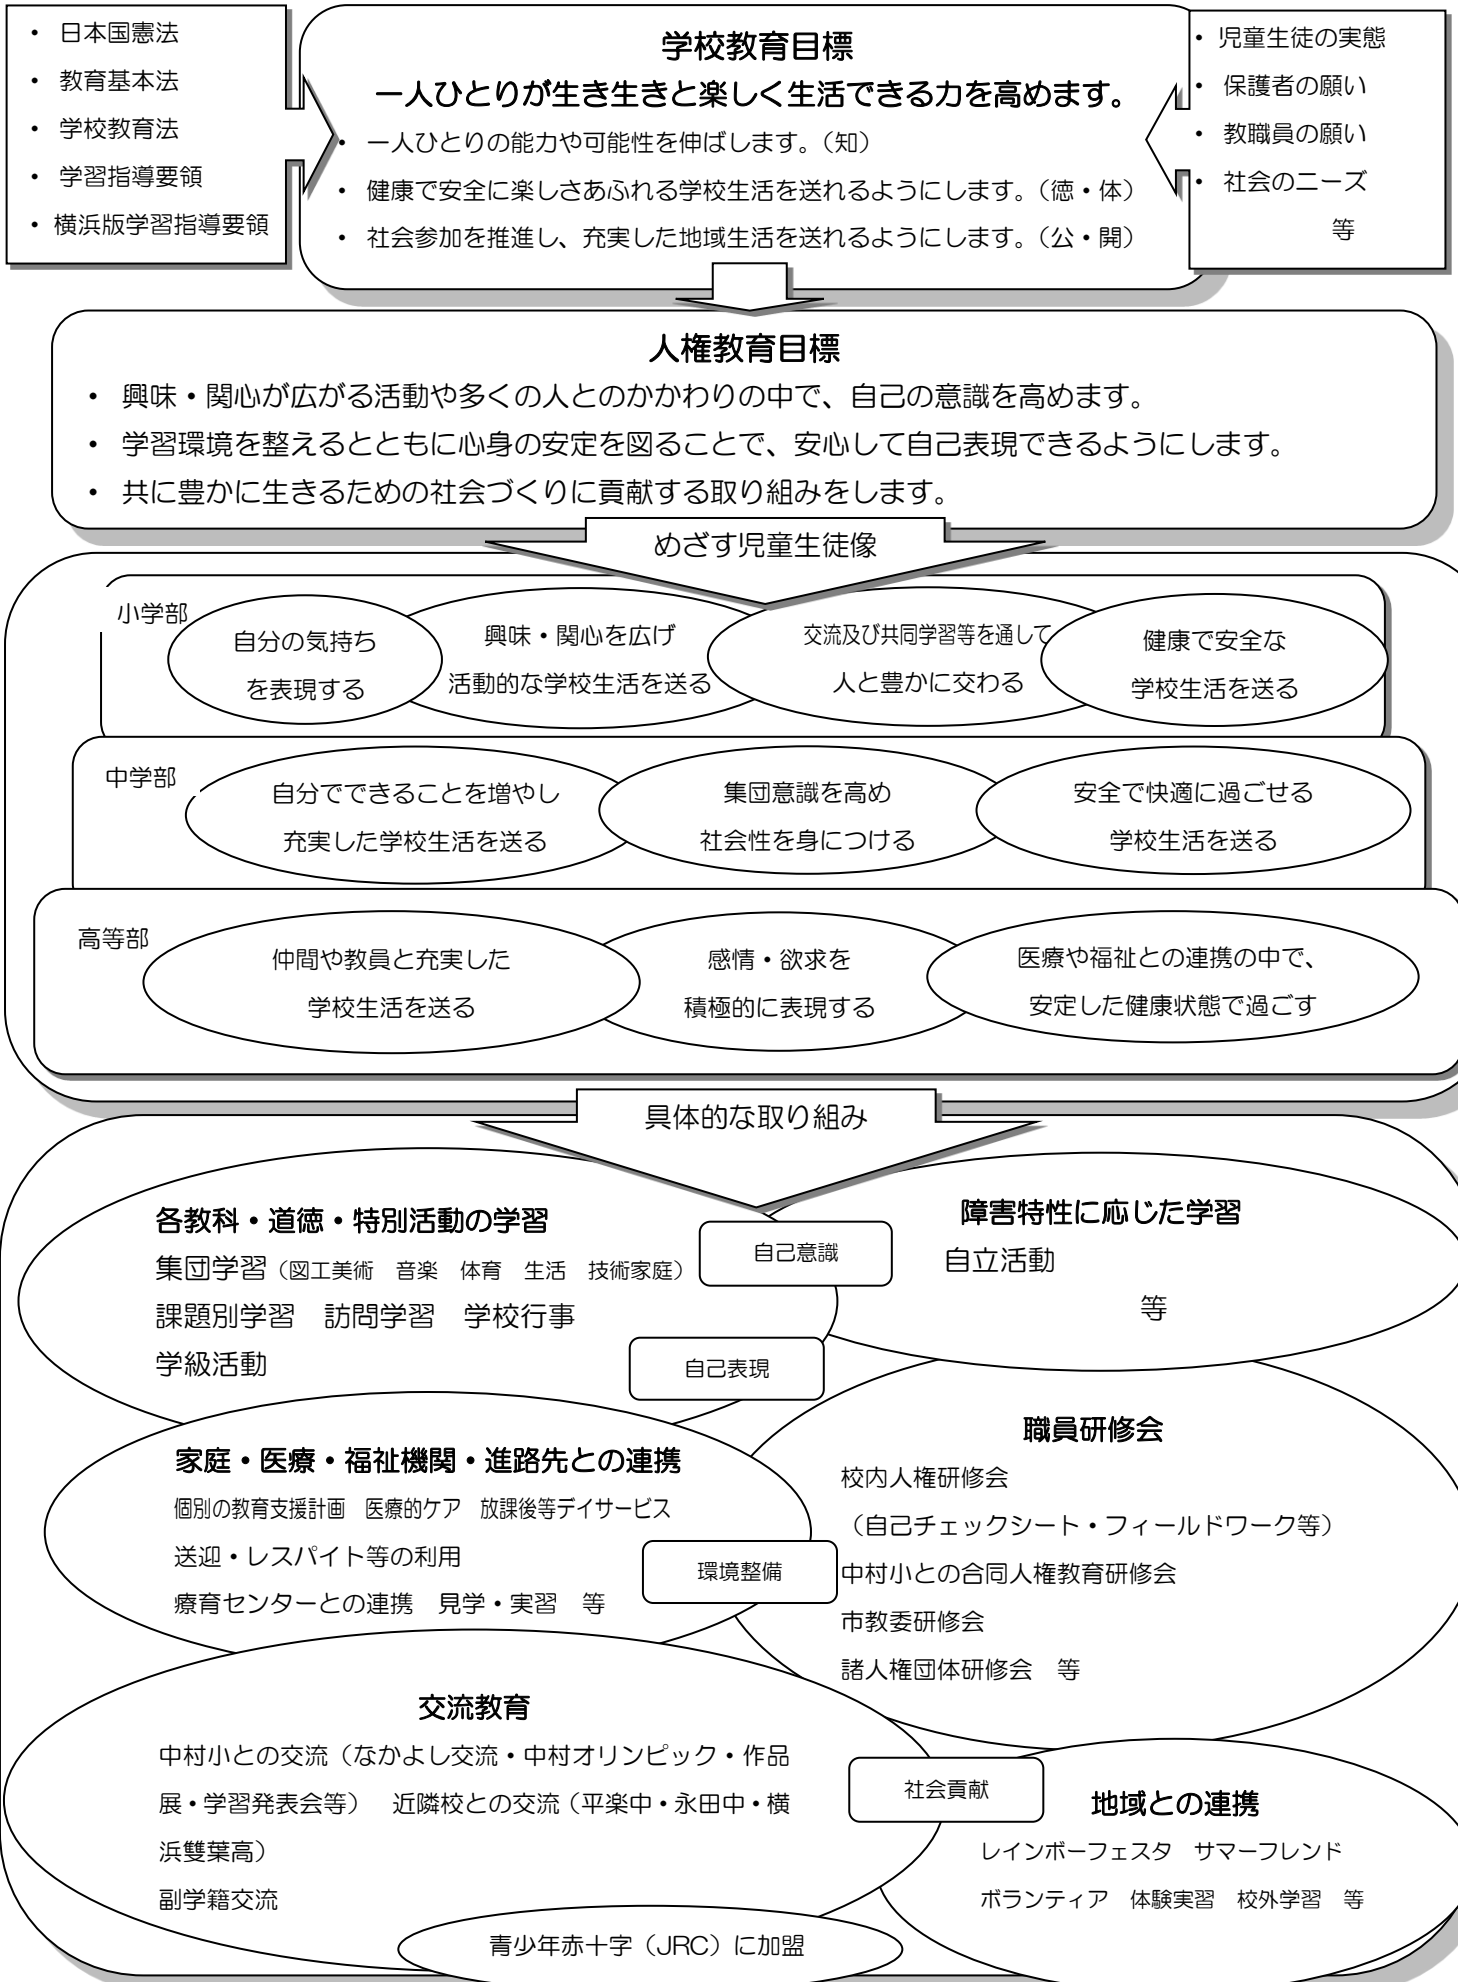 ・ 日本国憲法
・ 教育基本法
・ 学校教育法
・ 学習指導要領
・ 横浜版学習指導要領
学校教育目標
一人ひとりが生き生きと楽しく生活できる力を高めます。
・ 一人ひとりの能力や可能性を伸ばします。（知）
・ 健康で安全に楽しさあふれる学校生活を送れるようにします。（徳・体）
・ 社会参加を推進し、充実した地域生活を送れるようにします。（公・開）
・ 児童生徒の実態
・ 保護者の願い
・ 教職員の願い
・ 社会のニーズ
等
人権教育目標
・ 興味・関心が広がる活動や多くの人とのかかわりの中で、自己の意識を高めます。
・ 学習環境を整えるとともに心身の安定を図ることで、安心して自己表現できるようにします。
・ 共に豊かに生きるための社会づくりに貢献する取り組みをします。
めざす児童生徒像
小学部
自分の気持ち
を表現する
興味・関心を広げ
活動的な学校生活を送る
交流及び共同学習等を通して
人と豊かに交わる
健康で安全な
学校生活を送る
中学部
自分でできることを増やし
充実した学校生活を送る
集団意識を高め
社会性を身につける
安全で快適に過ごせる
学校生活を送る
高等部
仲間や教員と充実した
学校生活を送る
感情・欲求を
積極的に表現する
医療や福祉との連携の中で、
安定した健康状態で過ごす
具体的な取り組み
各教科・道徳・特別活動の学習
集団学習（図工美術　音楽　体育　生活　技術家庭）
課題別学習　訪問学習　学校行事
学級活動
自己意識
障害特性に応じた学習
自立活動
等
自己表現
家庭・医療・福祉機関・進路先との連携
個別の教育支援計画　医療的ケア　放課後等デイサービス
送迎・レスパイト等の利用
療育センターとの連携　見学・実習　等
環境整備
職員研修会
校内人権研修会
（自己チェックシート・フィールドワーク等）
中村小との合同人権教育研修会
市教委研修会
諸人権団体研修会　等
交流教育
中村小との交流（なかよし交流・中村オリンピック・作品
展・学習発表会等）　近隣校との交流（平楽中・永田中・横
浜雙葉高）
副学籍交流
社会貢献
地域との連携
レインボーフェスタ　サマーフレンド
ボランティア　体験実習　校外学習　等
青少年赤十字（JRC）に加盟